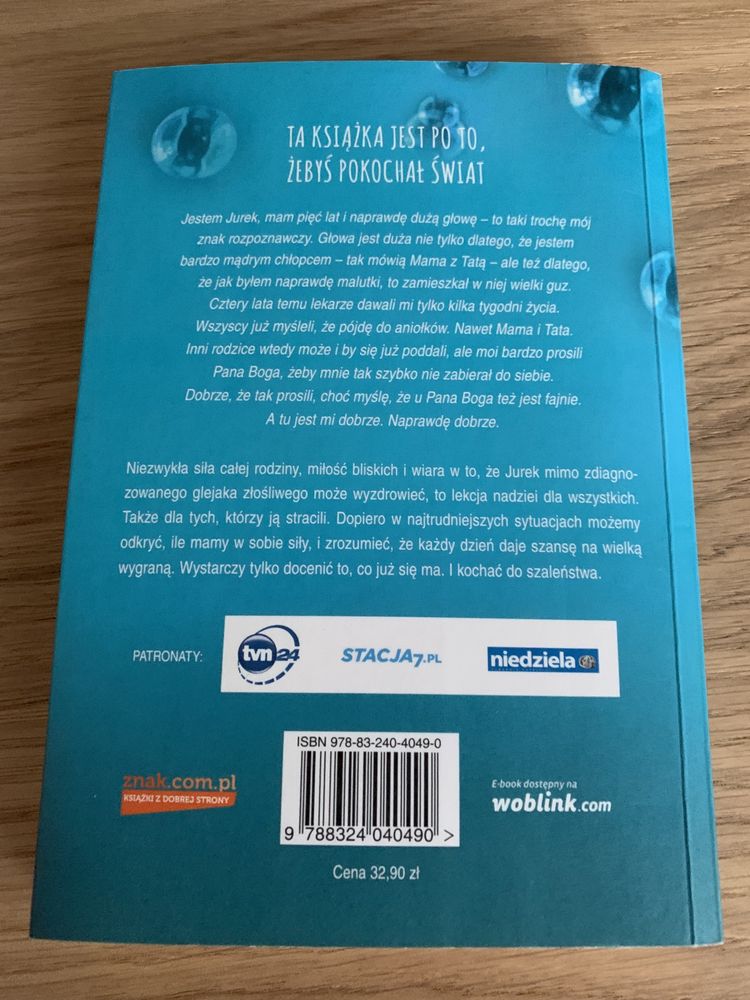 TA KSIĄŻKA JEST PO TO,
ŻEBYŚ POKOCHAŁ ŚWIAT
Jestem Jurek, mam pięć lat i naprawdę dużą głowę – to taki trochę mój
znak rozpoznawczy. Głowa jest duża nie tylko dlatego, że jestem
bardzo mądrym chłopcem – tak mówią Mama z Tatą – ale też dlatego,
że jak byłem naprawdę malutki, to zamieszkał w niej wielki guz.
Cztery lata temu lekarze dawali mi tylko kilka tygodni życia.
Wszyscy już myśleli, że pójdę do aniołków. Nawet Mama i Tata.
Inni rodzice wtedy może i by się już poddali, ale moi bardzo prosili
Pana Boga, żeby mnie tak szybko nie zabierał do siebie.
Dobrze, że tak prosili, choć myślę, że u Pana Boga też jest fajnie.
A tu jest mi dobrze. Naprawdę dobrze.
Niezwykła siła całej rodziny, miłość bliskich i wiara w to, że Jurek mimo zdiagno-
zowanego glejaka złośliwego może wyzdrowieć, to lekcja nadziei dla wszystkich.
Także dla tych, którzy ją stracili. Dopiero w najtrudniejszych sytuacjach możemy
odkryć, ile mamy w sobie siły, i zrozumieć, że każdy dzień daje szansę na wielką
wygraną. Wystarczy tylko docenić to, co już się ma. I kochać do szaleństwa.
PATRONATY:
tvn24
STACJA7.PL
niedziela
ISBN 978-83-240-4049-0
9 788324 040490 >
znak.com.pl
KSIĄŻKI Z DOBREJ STRONY
E-book dostępny na
woblink.com
Cena 32,90 zł